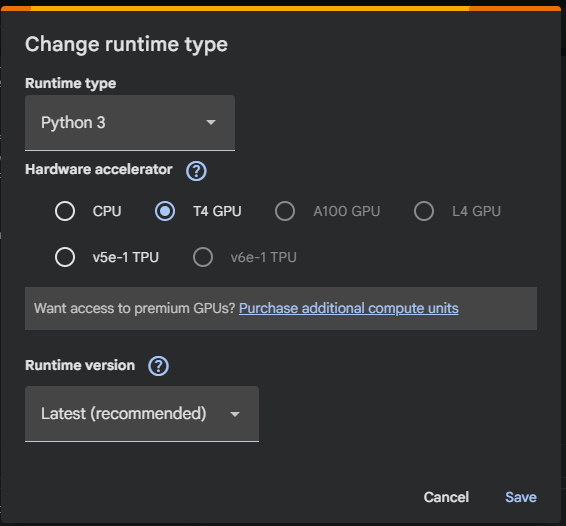 Change runtime type
Runtime type
Python 3
Hardware accelerator ?
CPU T4 GPU A100 GPU L4 GPU
v5e-1 TPU v6e-1 TPU
Want access to premium GPUs? Purchase additional compute units
Runtime version ?
Latest (recommended)
Cancel Save